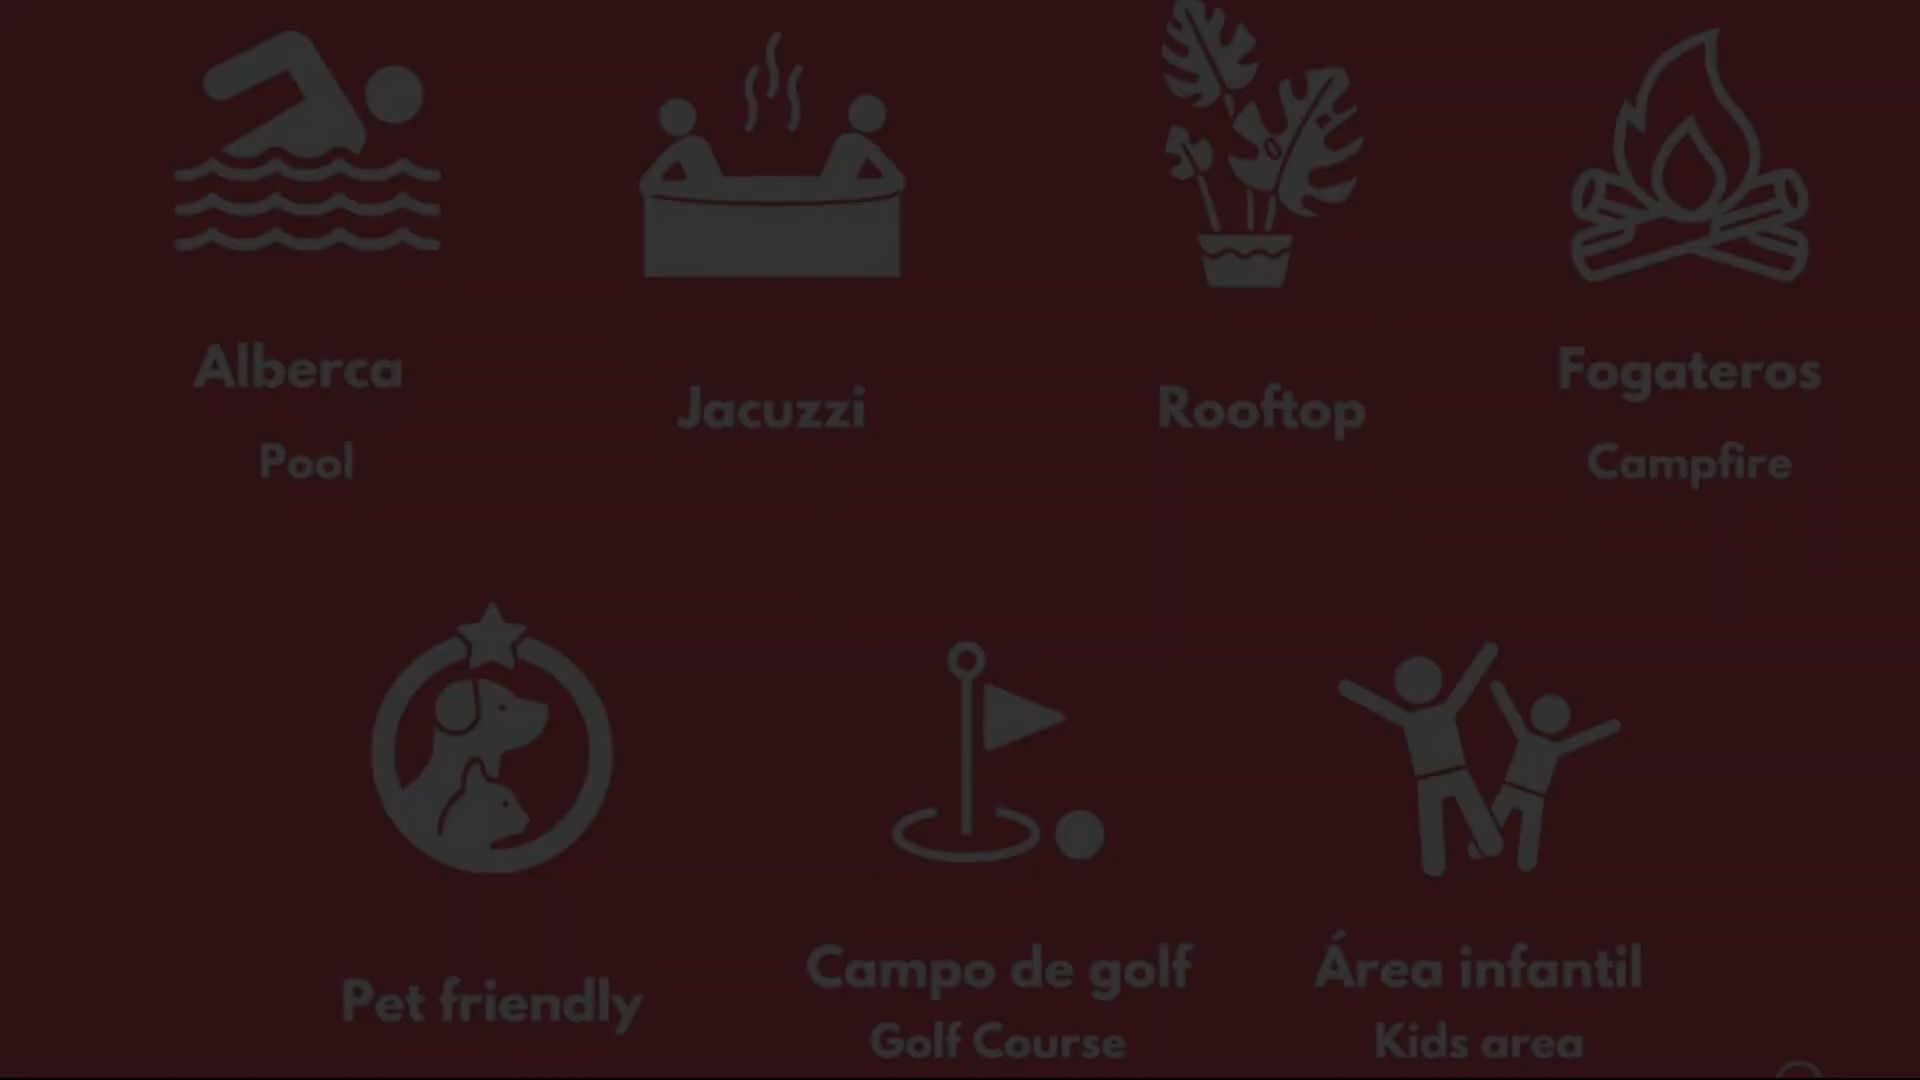 Alberca
Pool
Jacuzzi
Rooftop
Fogateros
Campfire
Pet friendly
Campo de golf
Golf Course
Área infantil
Kids area